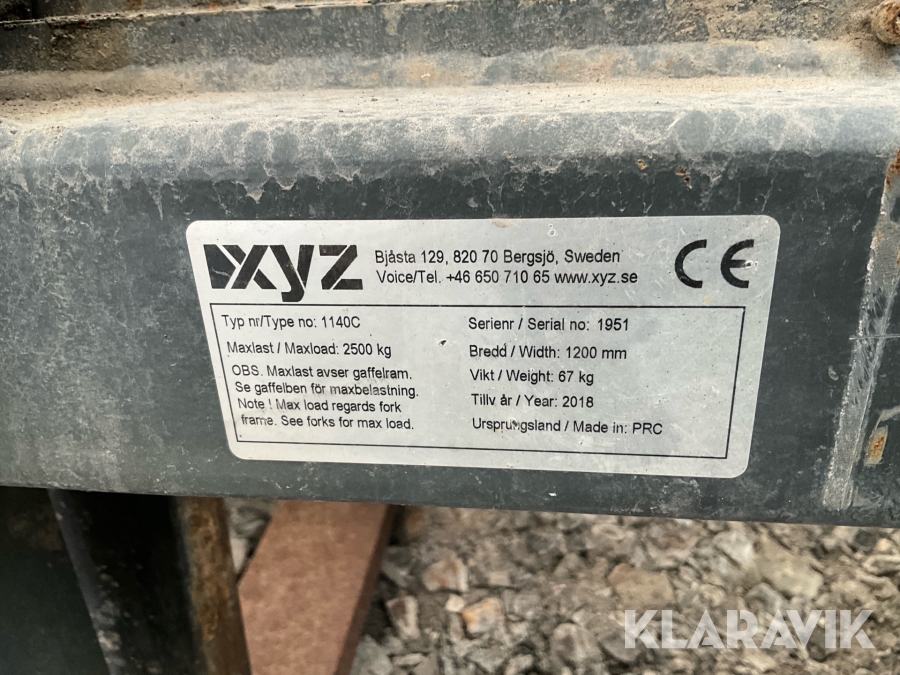 xyz
Bjåsta 129, 820 70 Bergsjö, Sweden
Voice/Tel. +46 650 710 65 www.xyz.se
CE
Typ nr/Type no: 1140C
Maxlast / Maxload: 2500 kg
OBS. Maxlast avser gaffelram.
Se gaffelben för maxbelastning.
Note ! Max load regards fork
frame. See forks for max load.
Serienr / Serial no: 1951
Bredd / Width: 1200 mm
Vikt / Weight: 67 kg
Tillv år / Year: 2018
Ursprungsland / Made in: PRC
KLARAVIK